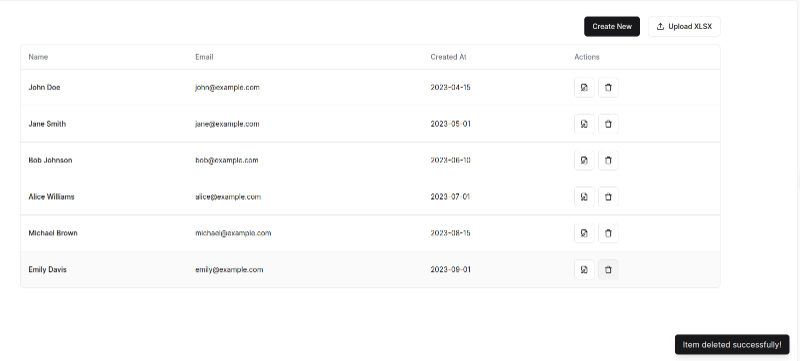 Create New Upload XLSX
Name Email Created At Actions
John Doe john@example.com 2023-04-15
Jane Smith jane@example.com 2023-05-01
Bob Johnson bob@example.com 2023-06-10
Alice Williams alice@example.com 2023-07-01
Michael Brown michael@example.com 2023-08-15
Emily Davis emily@example.com 2023-09-01
Item deleted successfully!